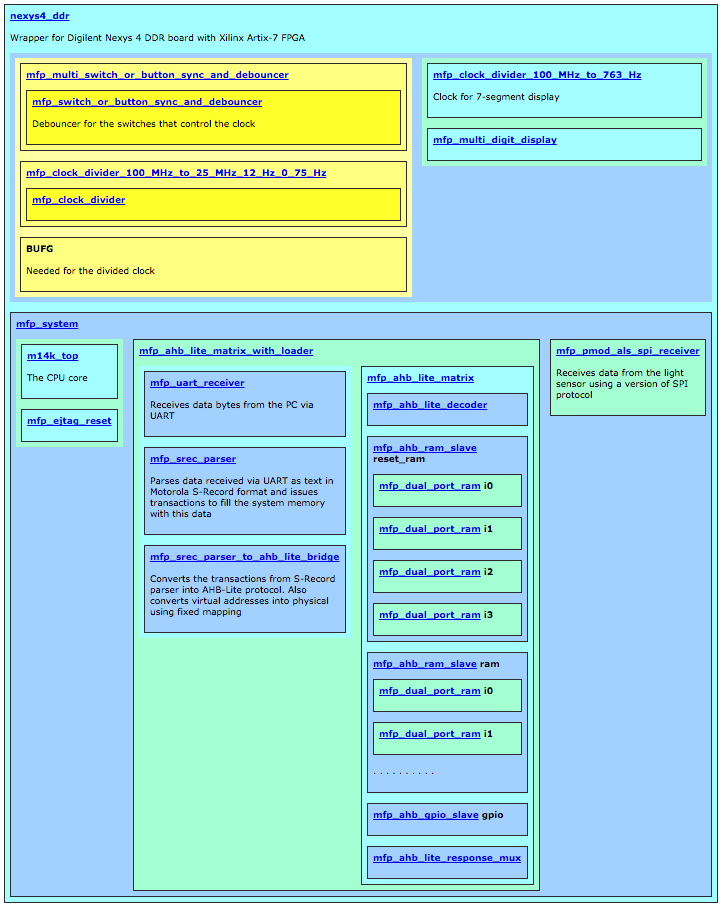 nexys4_ddr
Wrapper for Digilent Nexys 4 DDR board with Xilinx Artix-7 FPGA
mfp_multi_switch_or_button_sync_and_debouncer
mfp_switch_or_button_sync_and_debouncer
Debouncer for the switches that control the clock
mfp_clock_divider_100_MHz_to_25_MHz_12_Hz_0_75_Hz
mfp_clock_divider
BUFG
Needed for the divided clock
mfp_clock_divider_100_MHz_to_763_Hz
Clock for 7-segment display
mfp_multi_digit_display
mfp_system
m14k_top
The CPU core
mfp_ejtag_reset
mfp_ahb_lite_matrix_with_loader
mfp_uart_receiver
Receives data bytes from the PC via
UART
mfp_srec_parser
Parses data received via UART as text in
Motorola S-Record format and issues
transactions to fill the system memory
with this data
mfp_srec_parser_to_ahb_lite_bridge
Converts the transactions from S-Record
parser into AHB-Lite protocol. Also
converts virtual addresses into physical
using fixed mapping
mfp_ahb_lite_matrix
mfp_ahb_lite_decoder
mfp_ahb_ram_slave
reset_ram
mfp_dual_port_ram i0
mfp_dual_port_ram i1
mfp_dual_port_ram i2
mfp_dual_port_ram i3
mfp_ahb_ram_slave ram
mfp_dual_port_ram i0
mfp_dual_port_ram i1
. . . . . . . . . .
mfp_ahb_gpio_slave gpio
mfp_ahb_lite_response_mux
mfp_pmod_als_spi_receiver
Receives data from the light
sensor using a version of SPI
protocol